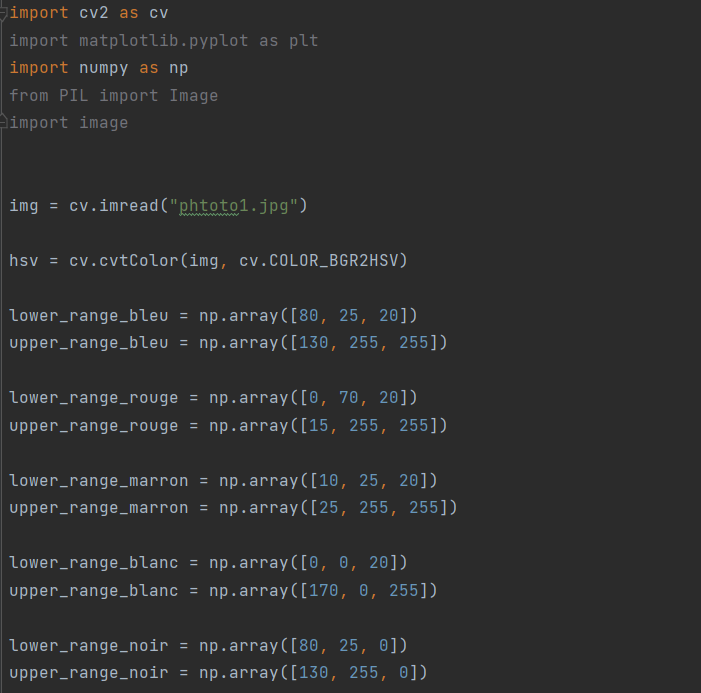 import cv2 as cv
import matplotlib.pyplot as plt
import numpy as np
from PIL import Image
import image
img = cv.imread("phtoto1.jpg")
hsv = cv.cvtColor(img, cv.COLOR_BGR2HSV)
lower_range_bleu = np.array([80, 25, 20])
upper_range_bleu = np.array([130, 255, 255])
lower_range_rouge = np.array([0, 70, 20])
upper_range_rouge = np.array([15, 255, 255])
lower_range_marron = np.array([10, 25, 20])
upper_range_marron = np.array([25, 255, 255])
lower_range_blanc = np.array([0, 0, 20])
upper_range_blanc = np.array([170, 0, 255])
lower_range_noir = np.array([80, 25, 0])
upper_range_noir = np.array([130, 255, 0])